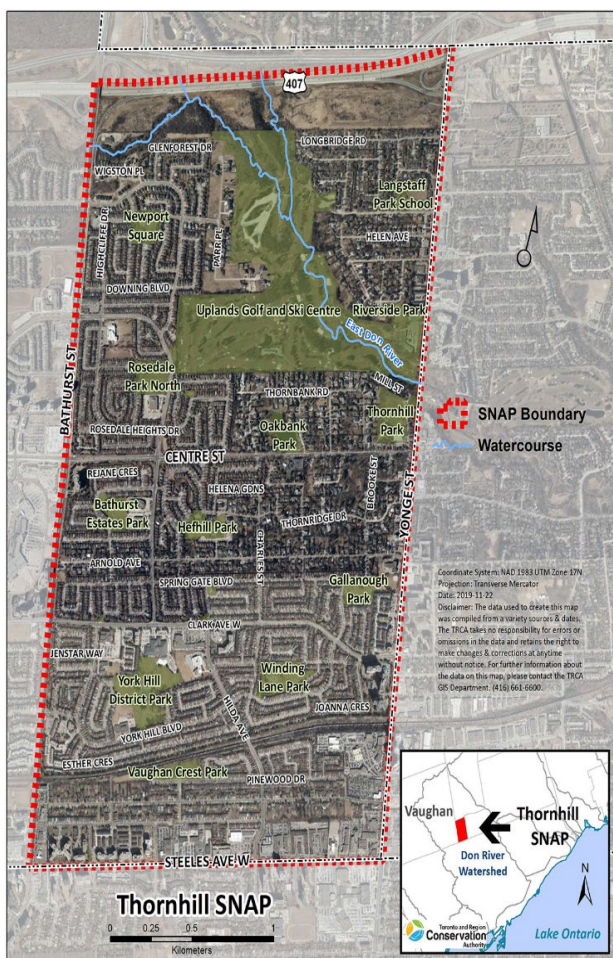 407
GLENFOREST DR
LONGBRIDGE RD
WIGSTON PL
Langstaff
Park School
Newport
Square
HIGHCLIFFE DR
PARR PL
HELEN AVE
DOWNING BLVD
Uplands Golf and Ski Centre
Riverside Park
East Don River
BATHURST ST
Rosedale
Park North
MILL ST
THORNBANK RD
Thornhill
Park
Oakbank
Park
ROSEDALE HEIGHTS DR
CENTRE ST
SNAP Boundary
Watercourse
REJANE CRES
HELENA GDNS
BROOKE ST
YONGE ST
Bathurst
Estates Park
Hefhill Park
THORNRIDGE DR
CHARLES ST
ARNOLD AVE
SPRING GATE BLVD
Gallanough
Park
Coordinate System: NAD 1983 UTM Zone 17N
Projection: Transverse Mercator
Date: 2019-11-22
Disclaimer: The data used to create this map
was compiled from a variety sources & dates.
The TRCA takes no responsibility for errors or
omissions in the data and retains the right to
make changes & corrections at anytime
without notice. For further information about
the data on this map, please contact the TRCA
GIS Department. (416) 661-6600.
CLARK AVE W
JENSTAR WAY
York Hill
District Park
Winding
Lane Park
HILDA AVE
JOANNA CRES
YORK HILL BLVD
ESTHER CRES
Vaughan Crest Park
PINEWOOD DR
STEELES AVE W
Thornhill SNAP
0 0.25 0.5 1
Kilometers
Vaughan
Thornhill
SNAP
Don River
Watershed
N
Toronto and Region
Conservation
Authority
Lake Ontario